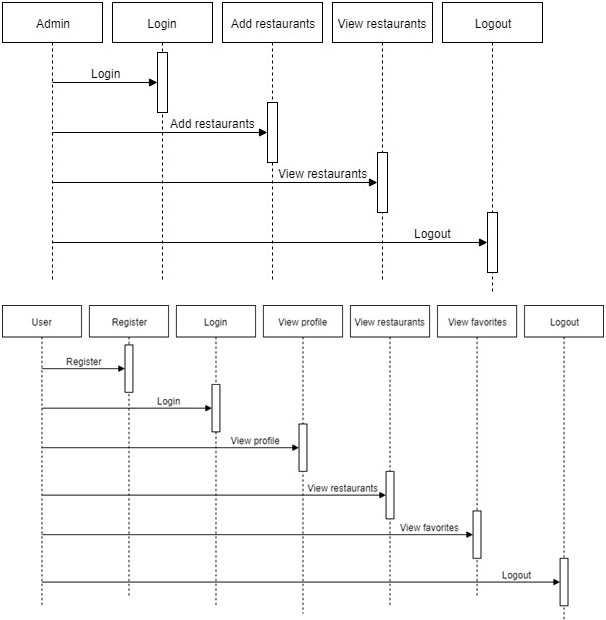 Admin
Login
Add restaurants
View restaurants
Logout
Login
Add restaurants
View restaurants
Logout
User
Register
Login
View profile
View restaurants
View favorites
Logout
Register
Login
View profile
View restaurants
View favorites
Logout